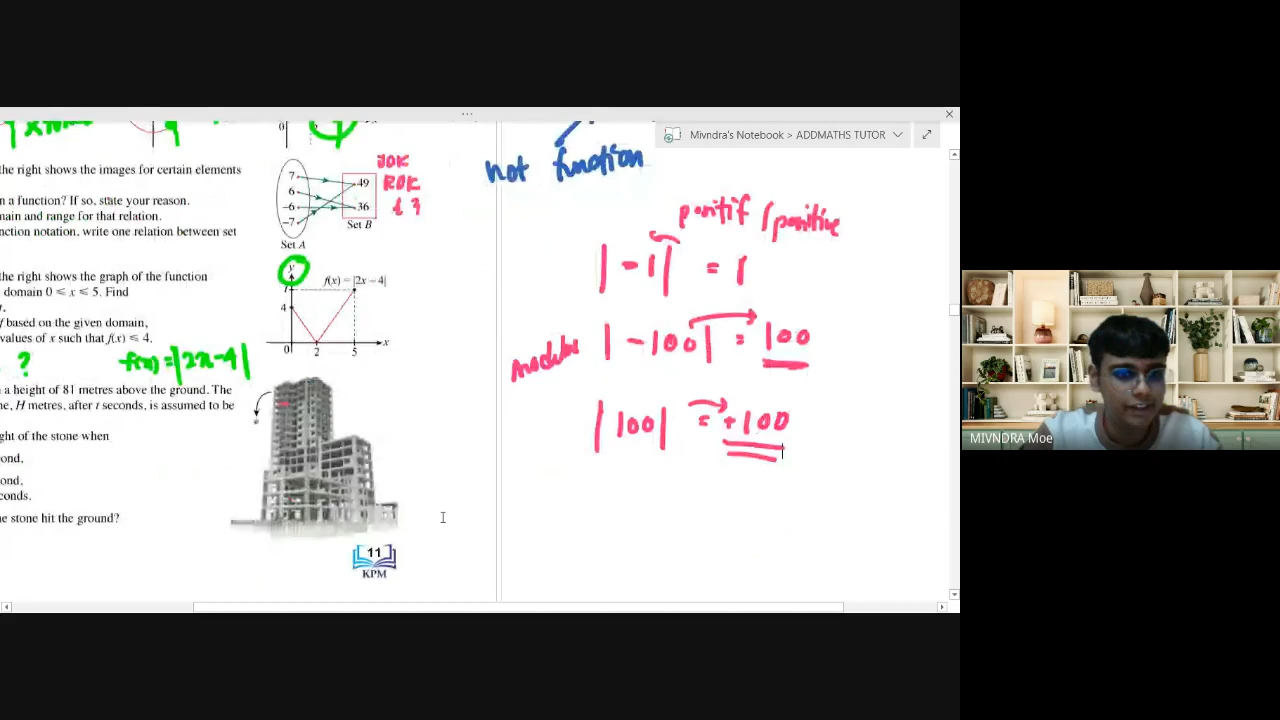 Mivndra's Notebook > ADDMATHS TUTOR
not function
the right shows the images for certain elements
n a function? If so, state your reason.
main and range for that relation.
nction notation, write one relation between set
7
6
−6
−7
49
36
Set A
Set B
the right shows the graph of the function
domain 0 ⩽ x ⩽ 5. Find
f based on the given domain,
values of x such that f(x) ⩽ 4.
y
f(x) = |2x − 4|
4
0
2
5
x
?
f(x) = |2x-4|
n a height of 81 metres above the ground. The
ne, H metres, after t seconds, is assumed to be
ght of the stone when
ond,
ond,
conds.
ne stone hit the ground?
11
KPM
positif / positive
|-1| = 1
modulus |-100| = 100
|100| = +100
MIVNDRA Moe